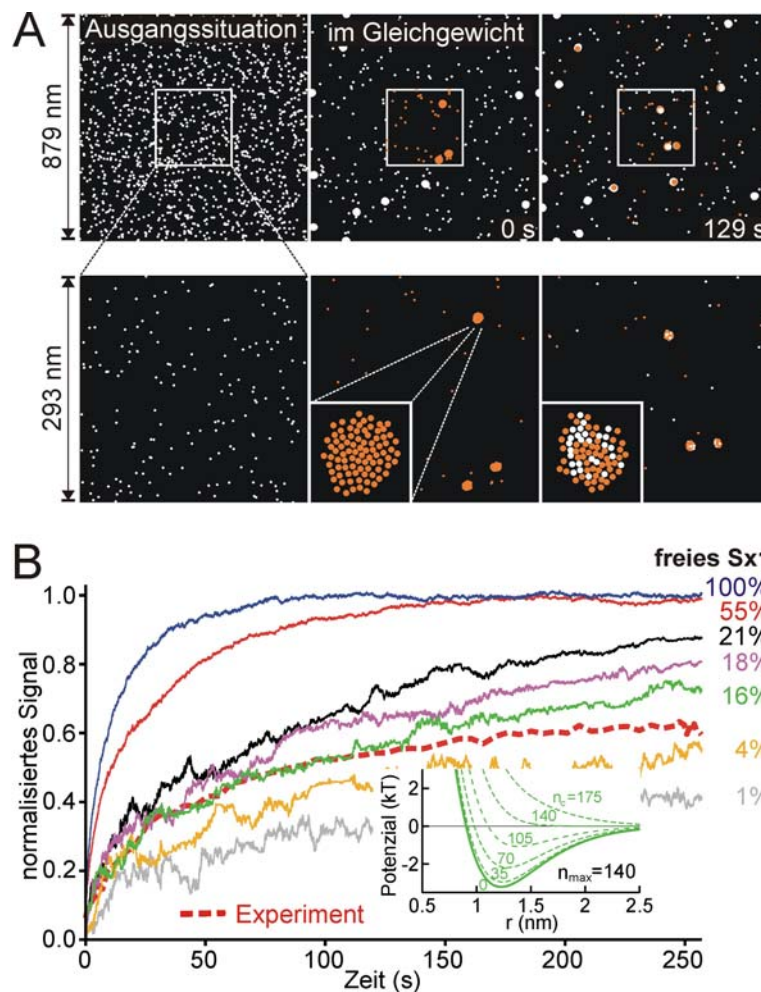 A
Ausgangssituation
im Gleichgewicht
879 nm
0 s
129 s
293 nm
B
freies Sx1
1.0
0.8
0.6
0.4
0.2
0.0
normalisiertes Signal
100%
55%
21%
18%
16%
4%
1%
Experiment
Potenzial (kT)
2
0
-2
n_c=175
140
105
70
35
0
n_max=140
0.5 1 1.5 2 2.5
r (nm)
0 50 100 150 200 250
Zeit (s)